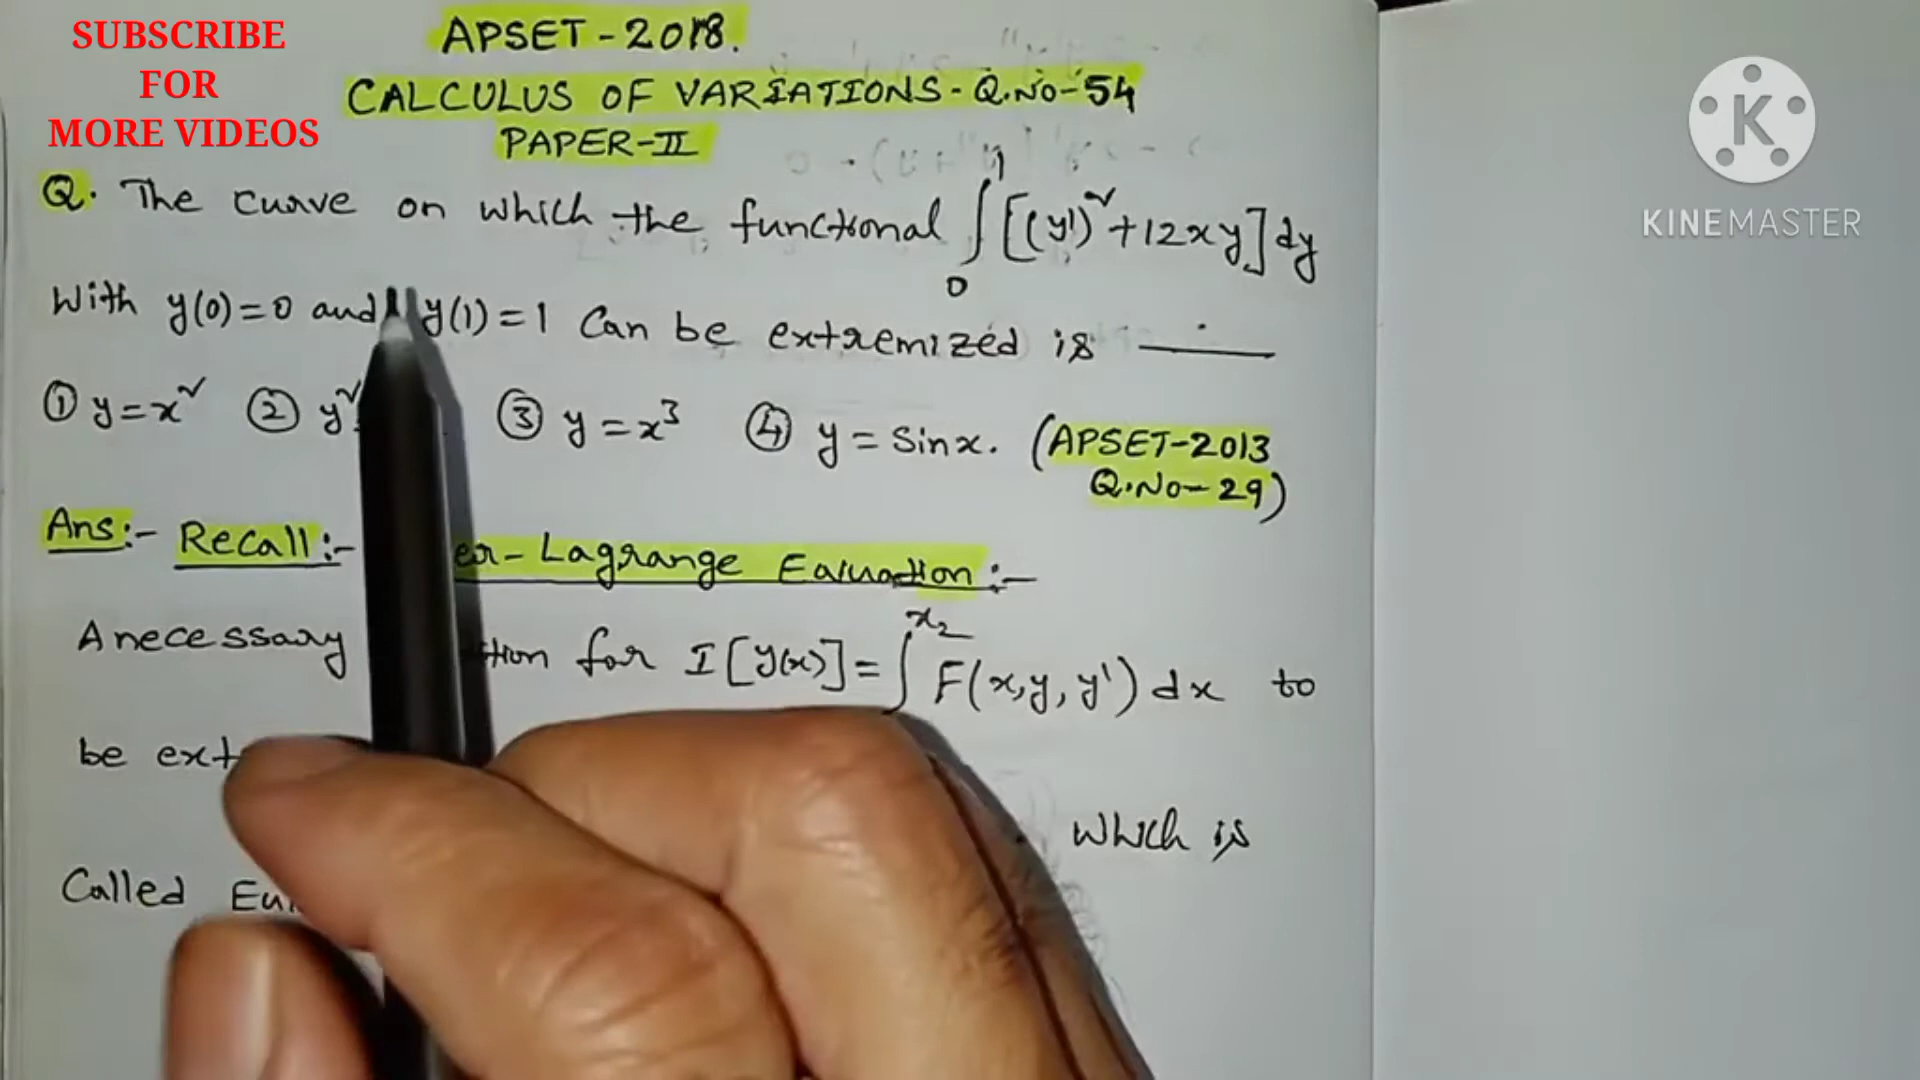 SUBSCRIBE
FOR
MORE VIDEOS
APSET-2018.
CALCULUS OF VARIATIONS - Q.No-54
PAPER-II
K
KINEMASTER
Q. The curve on which the functional ∫₀¹ [(y')² + 12xy] dy
With y(0)=0 and y(1)=1 Can be extremized is ———.
① y=x² ② y² ③ y=x³ ④ y=Sinx. (APSET-2013
Q.No-29)
Ans:- Recall:- er-Lagrange Equation:-
A necessary for I[y(x)]=∫ˣ² F(x,y,y')dx to
be
which is
Called